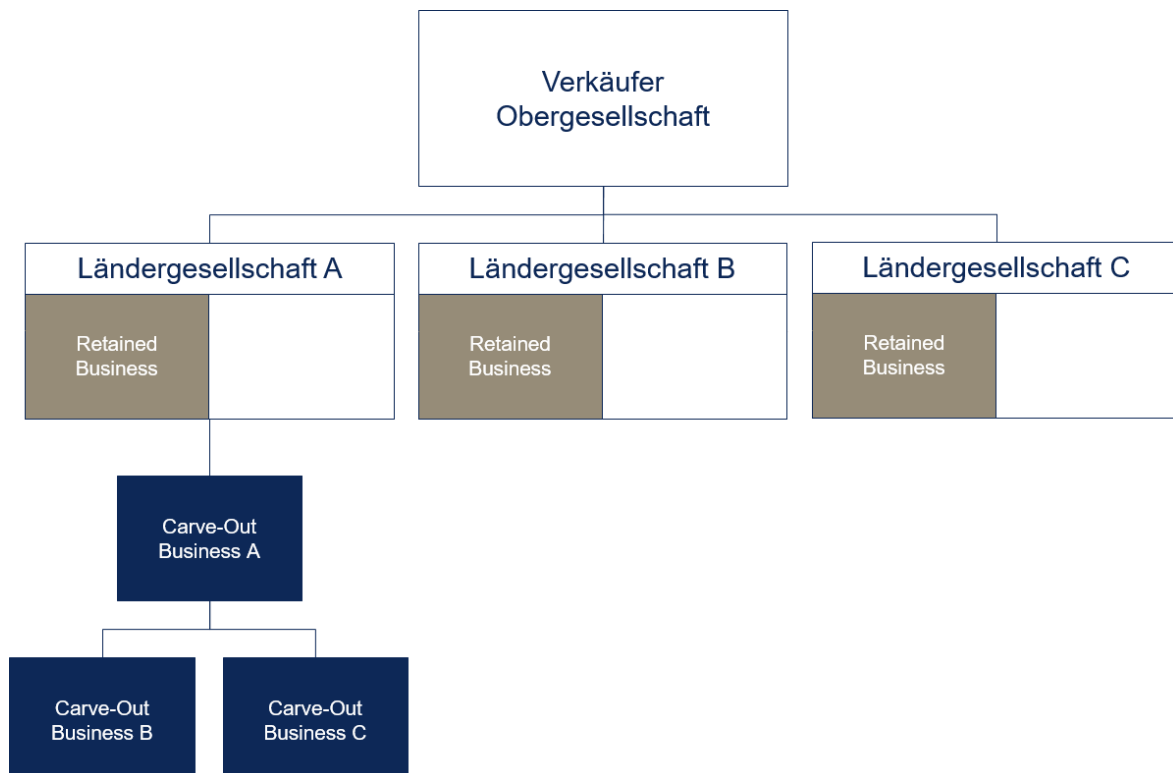 Verkäufer
Obergesellschaft
Ländergesellschaft A
Ländergesellschaft B
Ländergesellschaft C
Retained
Business
Retained
Business
Retained
Business
Carve-Out
Business A
Carve-Out
Business B
Carve-Out
Business C